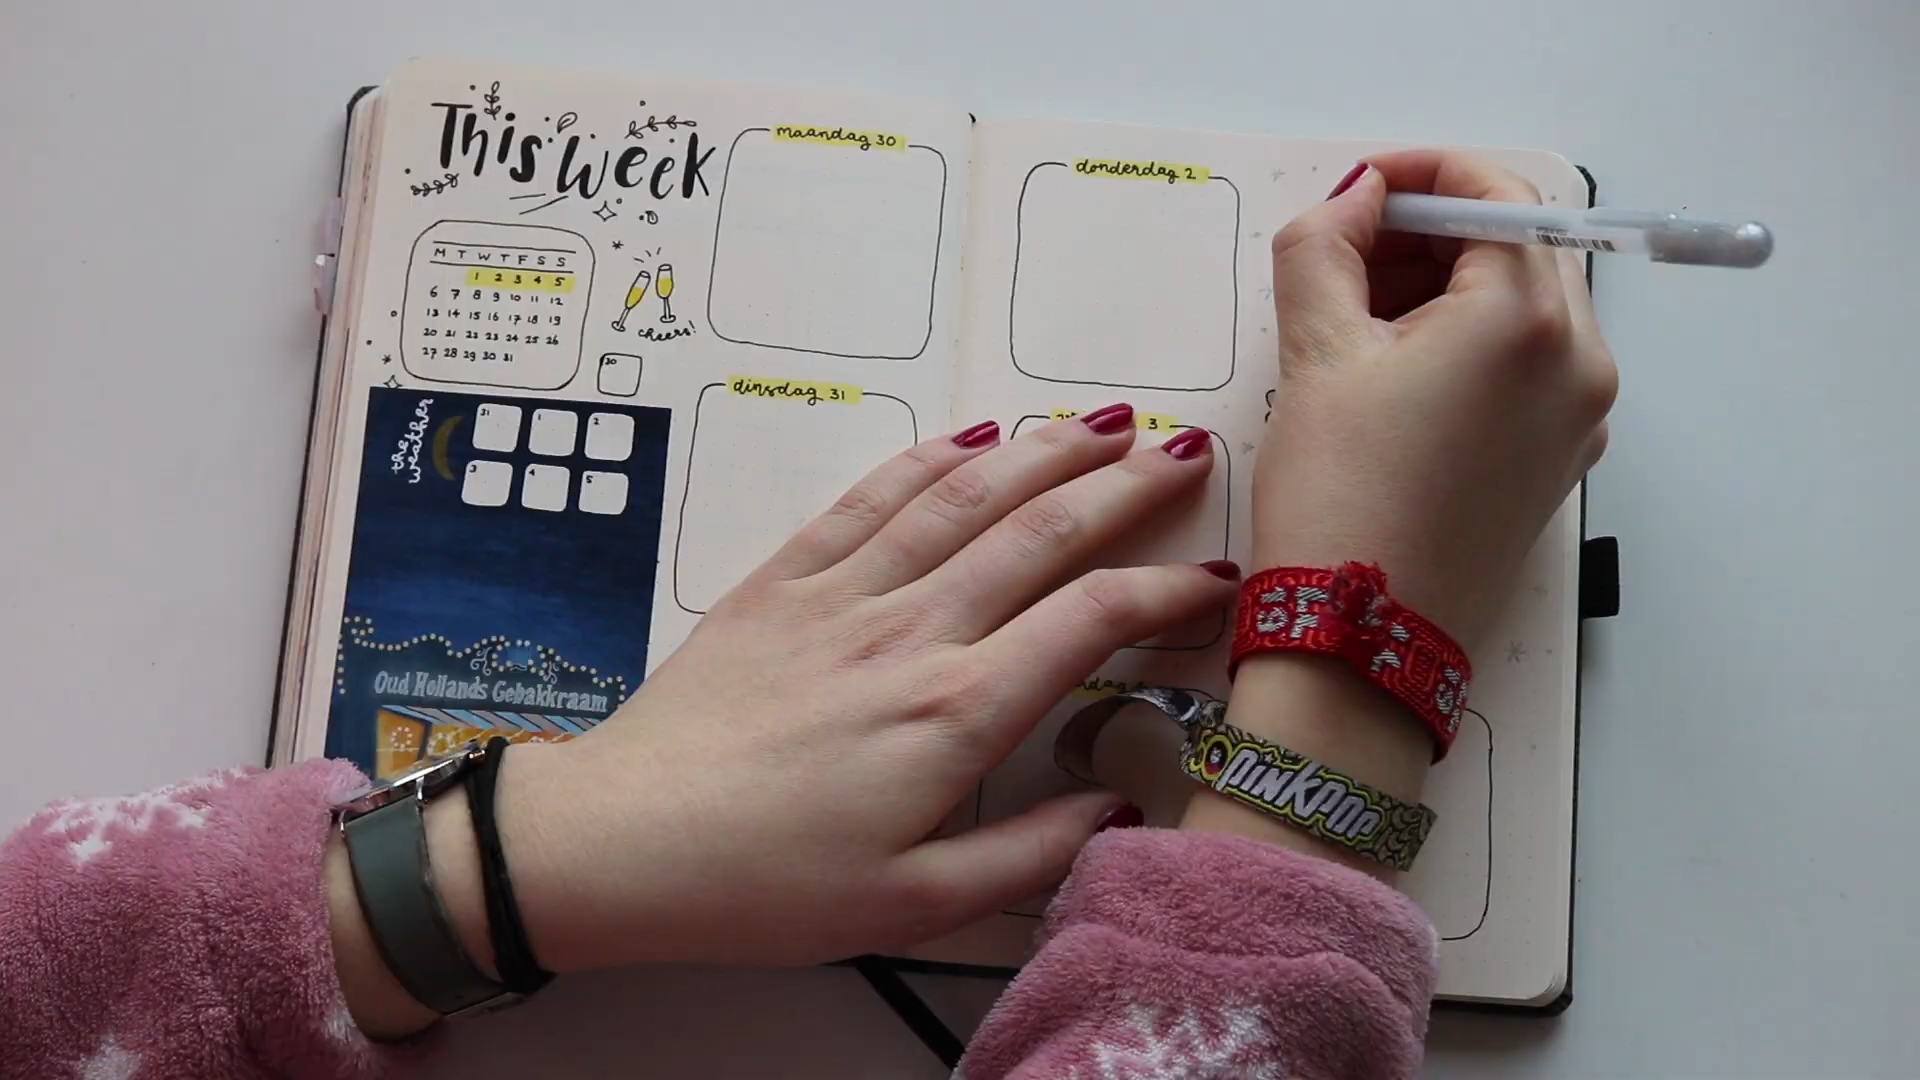 This Week
M T W T F S S
1 2 3 4 5
6 7 8 9 10 11 12
13 14 15 16 17 18 19
20 21 22 23 24 25 26
27 28 29 30 31
cheers!
30
the weather
31 1 2
3 4 5
Oud Hollands Gebakkraam
maandag 30
dinsdag 31
donderdag 2
3
PINKPOP